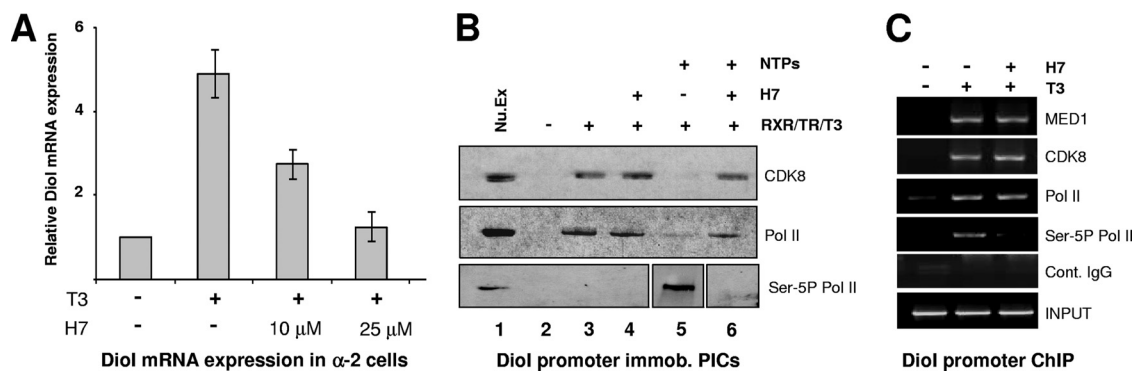 A
Relative DioI mRNA expression
6
4
2
0
T3 - + + +
H7 - - 10 μM 25 μM
DioI mRNA expression in α-2 cells
B
+ + NTPs
+ - + H7
Nu.Ex - + + + + RXR/TR/T3
CDK8
Pol II
Ser-5P Pol II
1 2 3 4 5 6
DioI promoter immob. PICs
C
- - + H7
- + + T3
MED1
CDK8
Pol II
Ser-5P Pol II
Cont. IgG
INPUT
DioI promoter ChIP